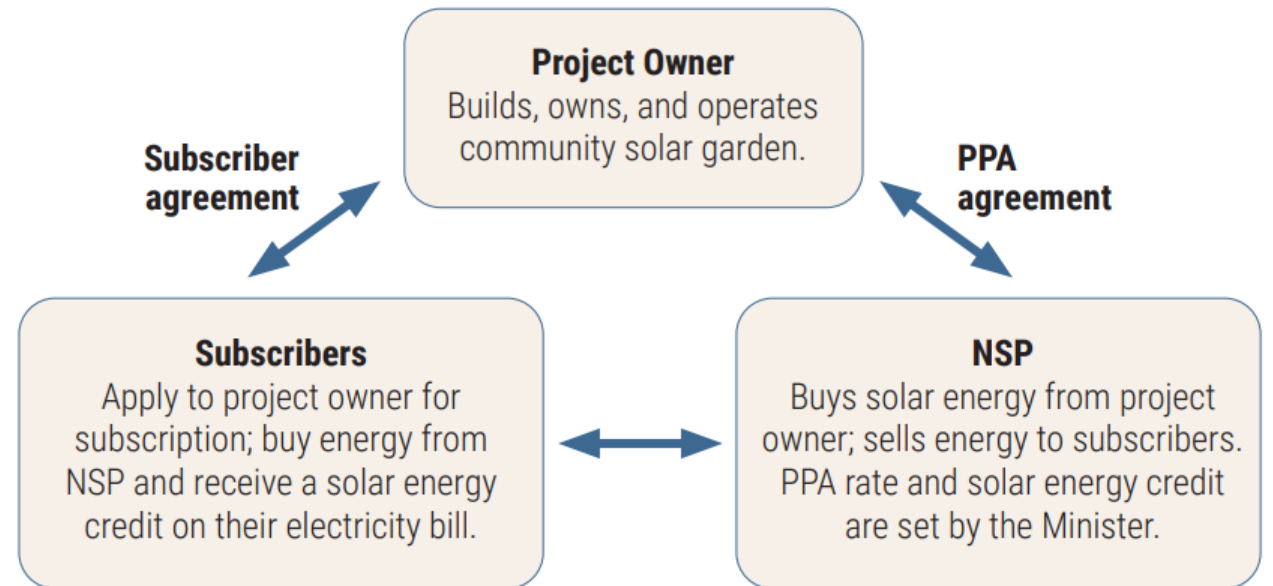 Project Owner
Builds, owns, and operates
community solar garden.
Subscriber
agreement
PPA
agreement
Subscribers
Apply to project owner for
subscription; buy energy from
NSP and receive a solar energy
credit on their electricity bill.
NSP
Buys solar energy from project
owner; sells energy to subscribers.
PPA rate and solar energy credit
are set by the Minister.